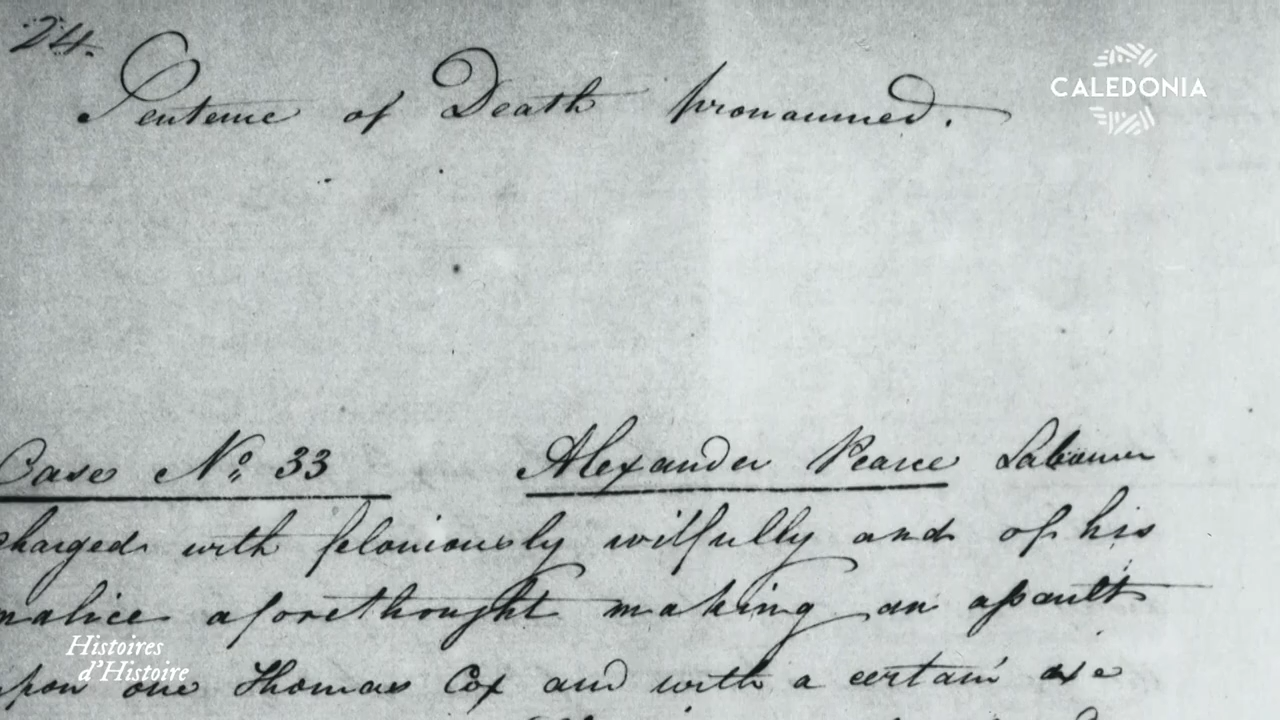 24.
Sentence of Death pronounced.
CALEDONIA
Case No. 33 Alexander Pearce Labourer
charged with feloniously wilfully and of his
malice aforethought making an assault
upon one Thomas Cox and with a certain axe
Histoires
d'Histoire